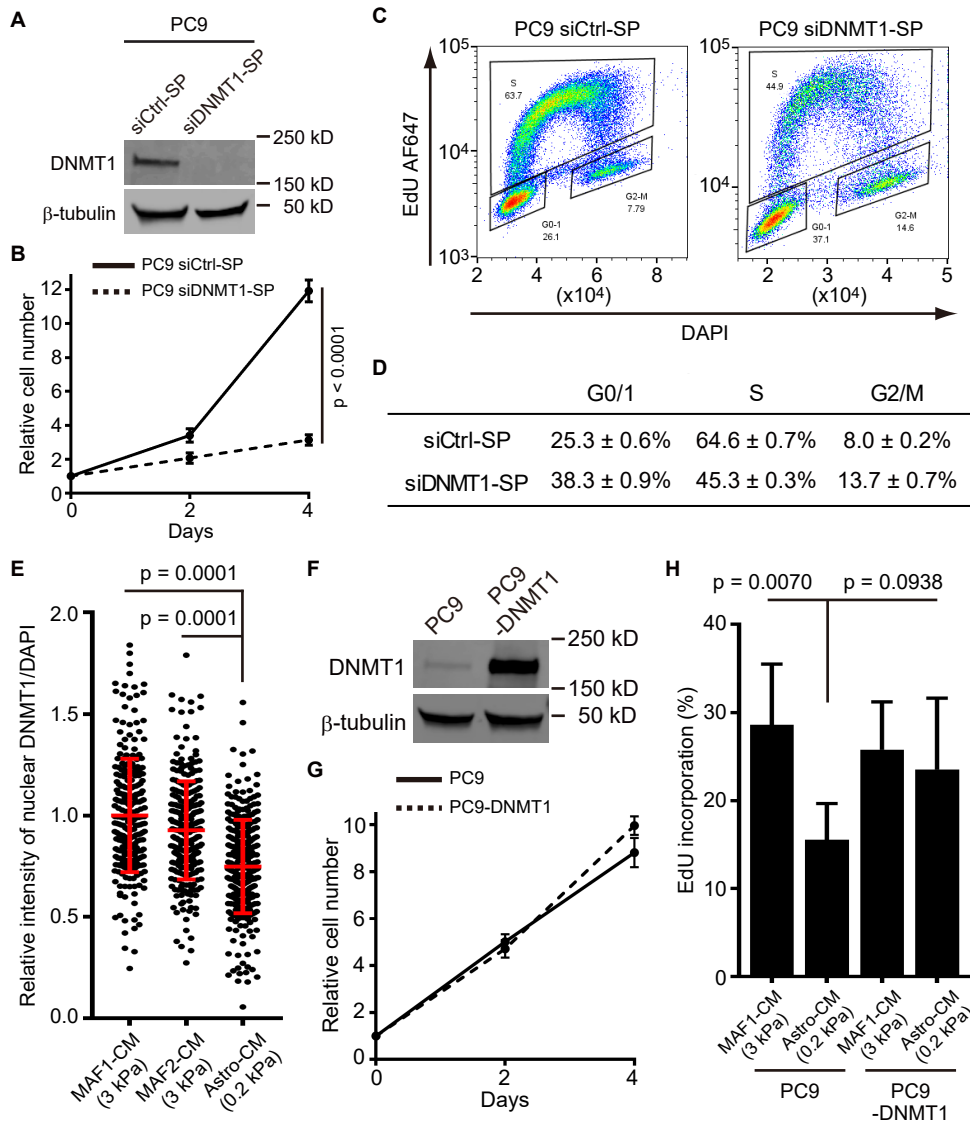 A
PC9
siCtrl-SP
siDNMT1-SP
DNMT1
250 kD
150 kD
β-tubulin
50 kD
B
PC9 siCtrl-SP
PC9 siDNMT1-SP
Relative cell number
12
10
8
6
4
2
0
p < 0.0001
0
2
4
Days
C
PC9 siCtrl-SP
PC9 siDNMT1-SP
EdU AF647
10⁵
10⁴
10³
S
63.7
G0-1
26.1
G2-M
7.79
2
4
6
8
(x10⁴)
10⁵
10⁴
S
44.9
G0-1
37.1
G2-M
14.6
2
3
4
5
(x10⁴)
DAPI
D
G0/1 S G2/M
siCtrl-SP 25.3 ± 0.6% 64.6 ± 0.7% 8.0 ± 0.2%
siDNMT1-SP 38.3 ± 0.9% 45.3 ± 0.3% 13.7 ± 0.7%
E
p = 0.0001
p = 0.0001
Relative intensity of nuclear DNMT1/DAPI
2.0
1.5
1.0
0.5
0.0
MAF1-CM
(3 kPa)
MAF2-CM
(3 kPa)
Astro-CM
(0.2 kPa)
F
PC9
PC9
-DNMT1
DNMT1
250 kD
150 kD
β-tubulin
50 kD
G
PC9
PC9-DNMT1
Relative cell number
10
8
6
4
2
0
0
2
4
Days
H
p = 0.0070
p = 0.0938
EdU incorporation (%)
40
30
20
10
0
MAF1-CM
(3 kPa)
Astro-CM
(0.2 kPa)
MAF1-CM
(3 kPa)
Astro-CM
(0.2 kPa)
PC9
PC9
-DNMT1